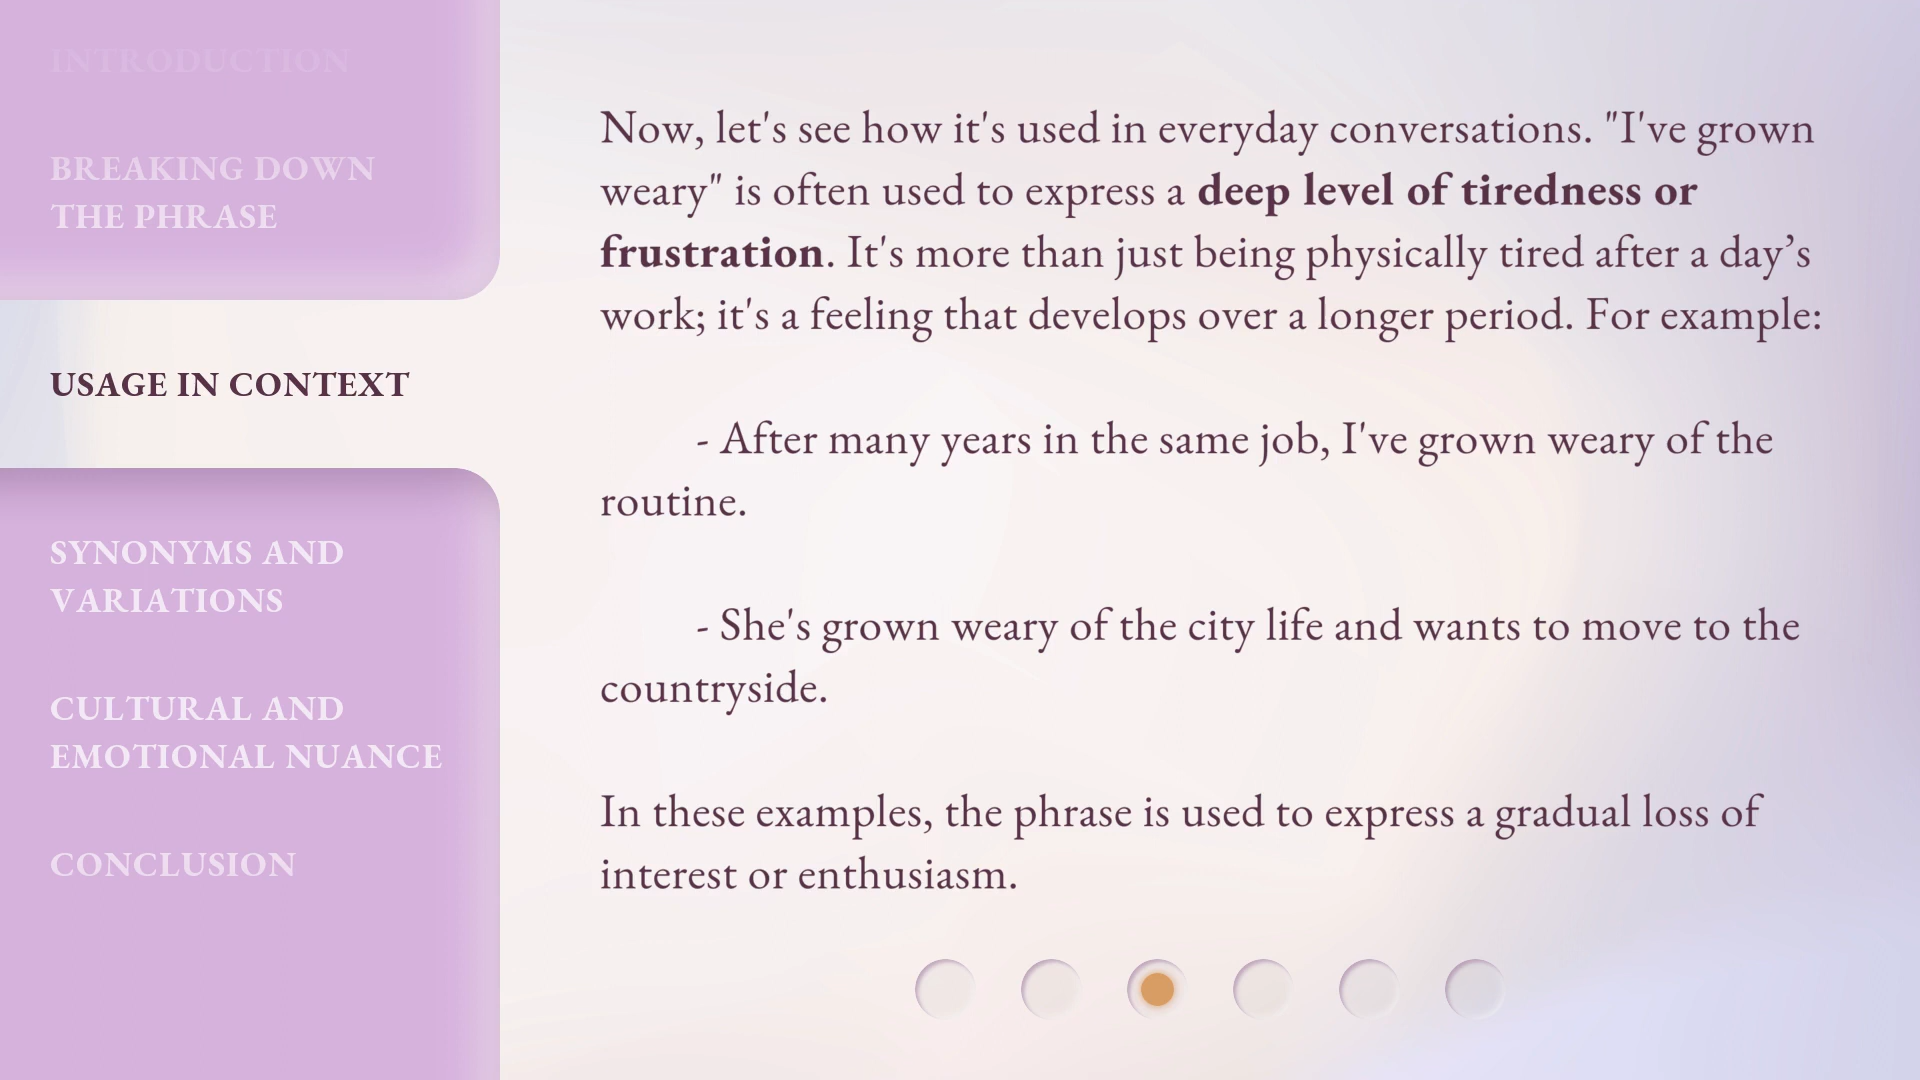 INTRODUCTION
BREAKING DOWN
THE PHRASE
USAGE IN CONTEXT
SYNONYMS AND
VARIATIONS
CULTURAL AND
EMOTIONAL NUANCE
CONCLUSION
Now, let's see how it's used in everyday conversations. "I've grown
weary" is often used to express a deep level of tiredness or
frustration. It's more than just being physically tired after a day’s
work; it's a feeling that develops over a longer period. For example:
- After many years in the same job, I've grown weary of the
routine.
- She's grown weary of the city life and wants to move to the
countryside.
In these examples, the phrase is used to express a gradual loss of
interest or enthusiasm.